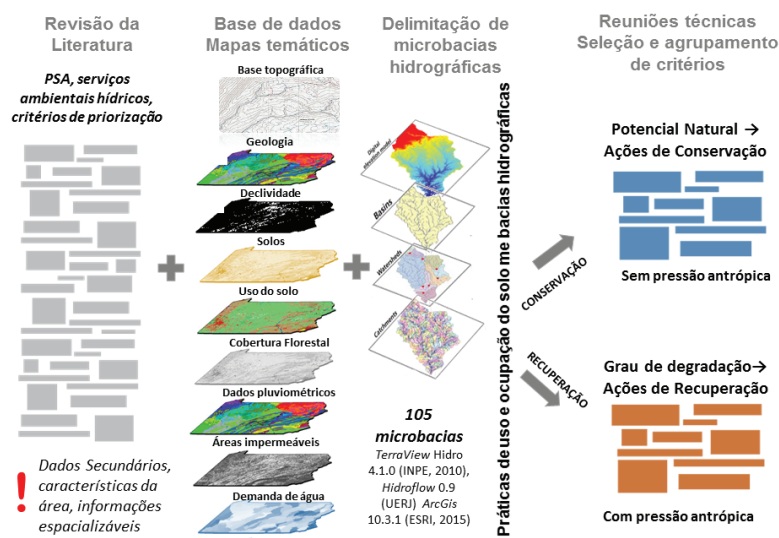 Revisão da
Literatura
PSA, serviços
ambientais hídricos,
critérios de priorização
Dados Secundários,
características da
área, informações
espacializáveis
Base de dados
Mapas temáticos
Base topográfica
Geologia
Declividade
Solos
Uso do solo
Cobertura Florestal
Dados pluviométricos
Áreas impermeáveis
Demanda de água
Delimitação de
microbacias
hidrográficas
Digital
elevation model
Basins
Watersheds
Catchments
105
microbacias
TerraView Hidro
4.1.0 (INPE, 2010),
Hidroflow 0.9
(UERJ) ArcGis
10.3.1 (ESRI, 2015)
Práticas de uso e ocupação do solo me bacias hidrográficas
CONSERVAÇÃO
RECUPERAÇÃO
Reuniões técnicas
Seleção e agrupamento
de critérios
Potencial Natural →
Ações de Conservação
Sem pressão antrópica
Grau de degradação→
Ações de Recuperação
Com pressão antrópica